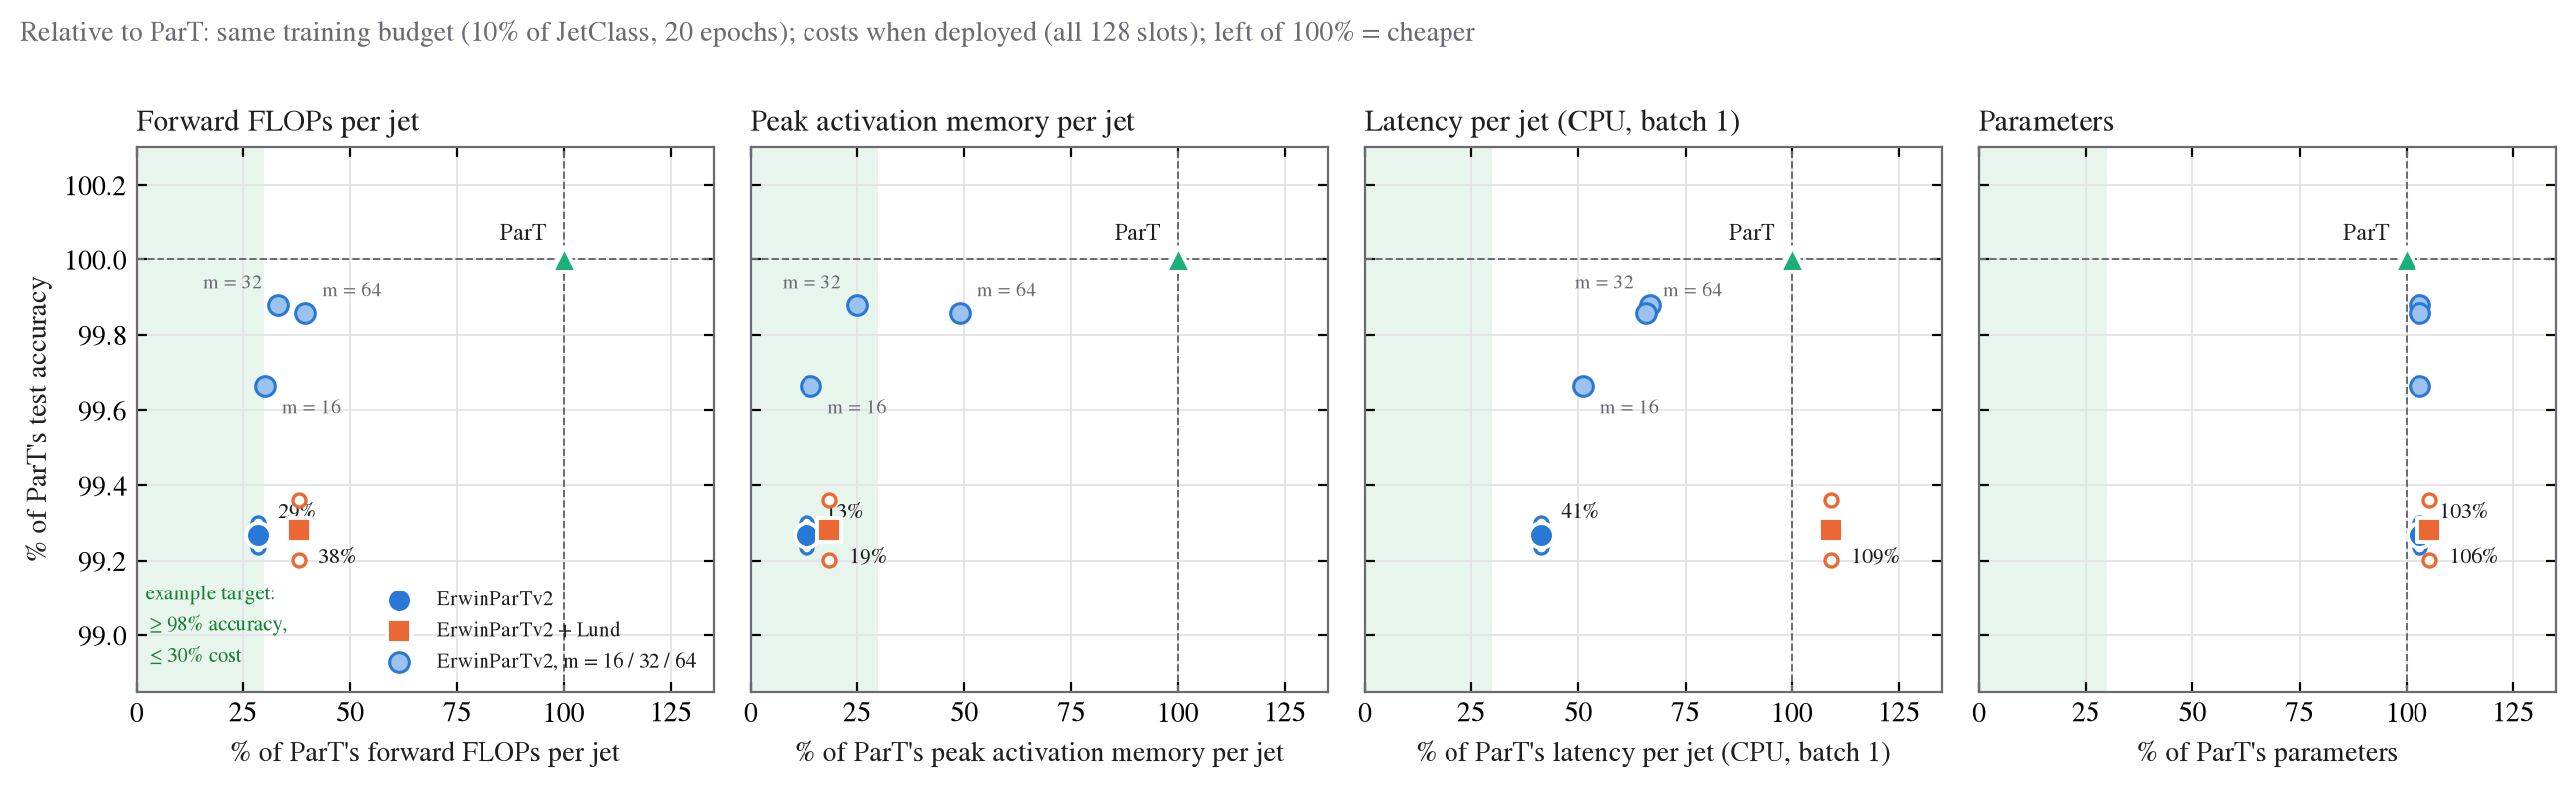 Relative to ParT: same training budget (10% of JetClass, 20 epochs); costs when deployed (all 128 slots); left of 100% = cheaper
Forward FLOPs per jet
Peak activation memory per jet
Latency per jet (CPU, batch 1)
Parameters
% of ParT's test accuracy
100.2
100.0
99.8
99.6
99.4
99.2
99.0
ParT
m = 32
m = 64
m = 16
29%
38%
example target:
≥ 98% accuracy,
≤ 30% cost
ErwinParTv2
ErwinParTv2 + Lund
ErwinParTv2, m = 16 / 32 / 64
0 25 50 75 100 125
% of ParT's forward FLOPs per jet
ParT
m = 32
m = 64
m = 16
13%
19%
0 25 50 75 100 125
% of ParT's peak activation memory per jet
ParT
m = 32
m = 64
m = 16
41%
109%
0 25 50 75 100 125
% of ParT's latency per jet (CPU, batch 1)
ParT
103%
106%
0 25 50 75 100 125
% of ParT's parameters